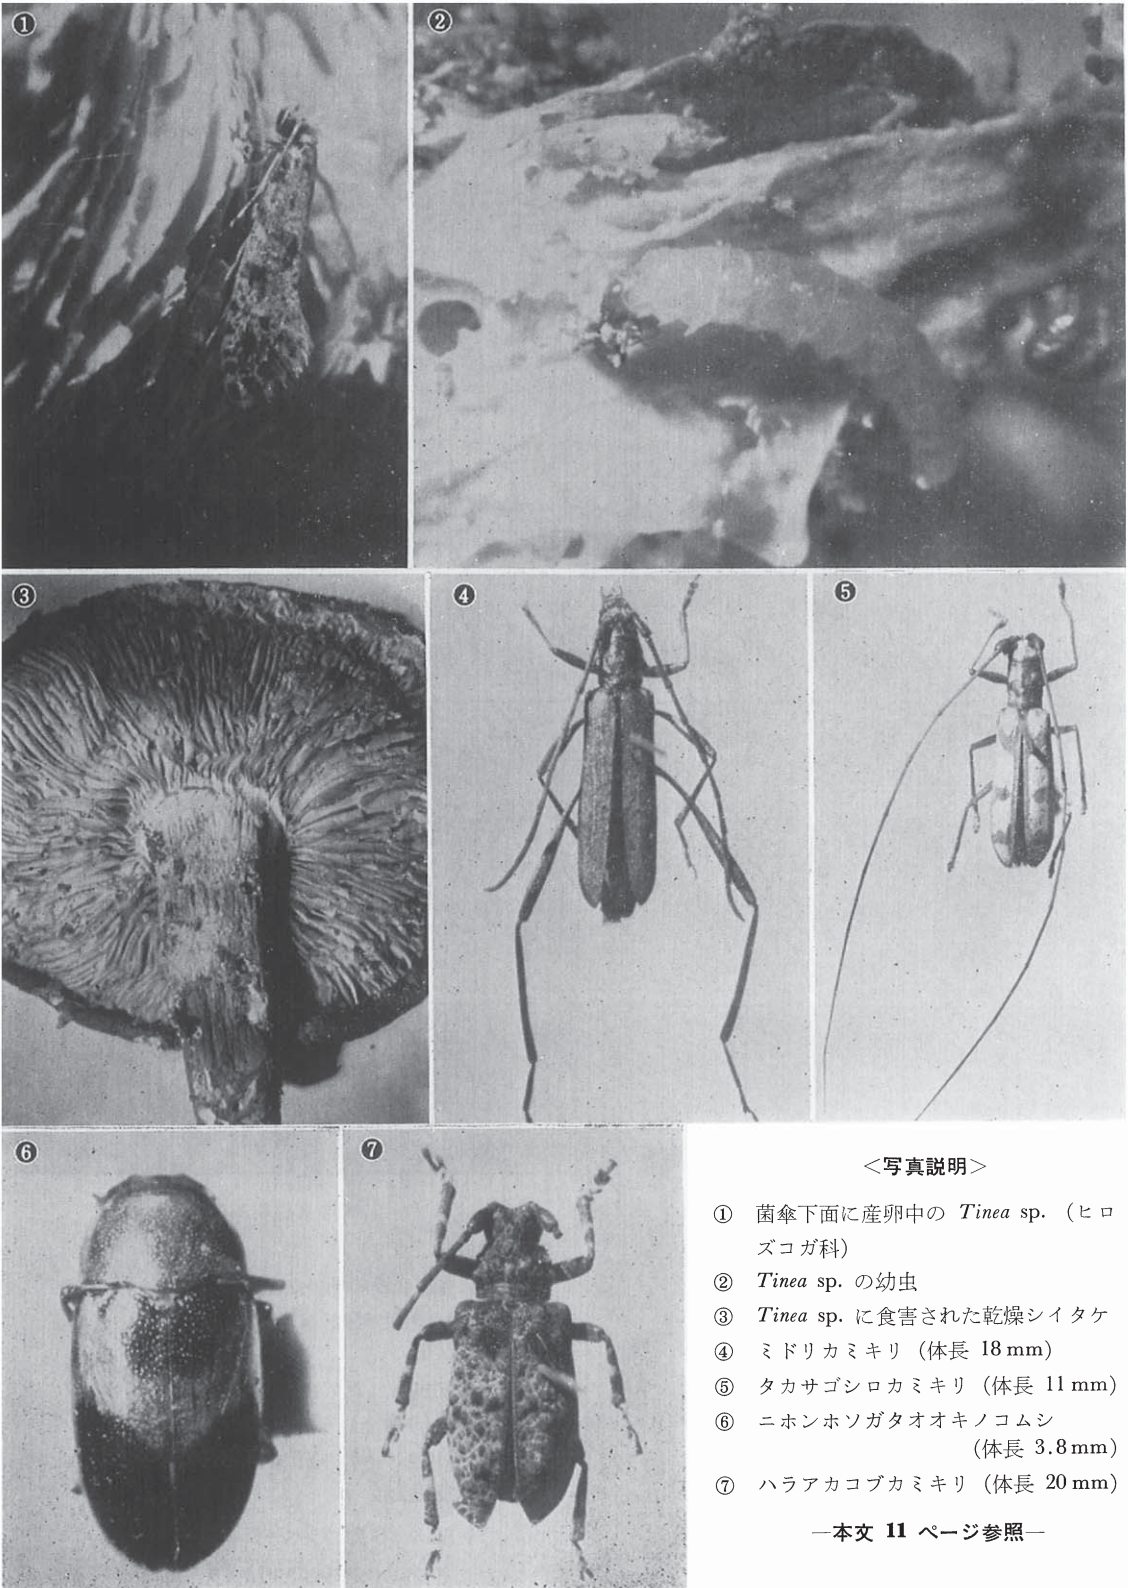 ①
②
③
④
⑤
⑥
⑦
＜写真説明＞
① 菌傘下面に産卵中の Tinea sp. （ヒロ
ズコガ科）
② Tinea sp. の幼虫
③ Tinea sp. に食害された乾燥シイタケ
④ ミドリカミキリ（体長 18 mm）
⑤ タカサゴシロカミキリ（体長 11 mm）
⑥ ニホンホソガタオオキノコムシ
（体長 3.8 mm）
⑦ ハラアカコブカミキリ（体長 20 mm）
―本文 11 ページ参照―